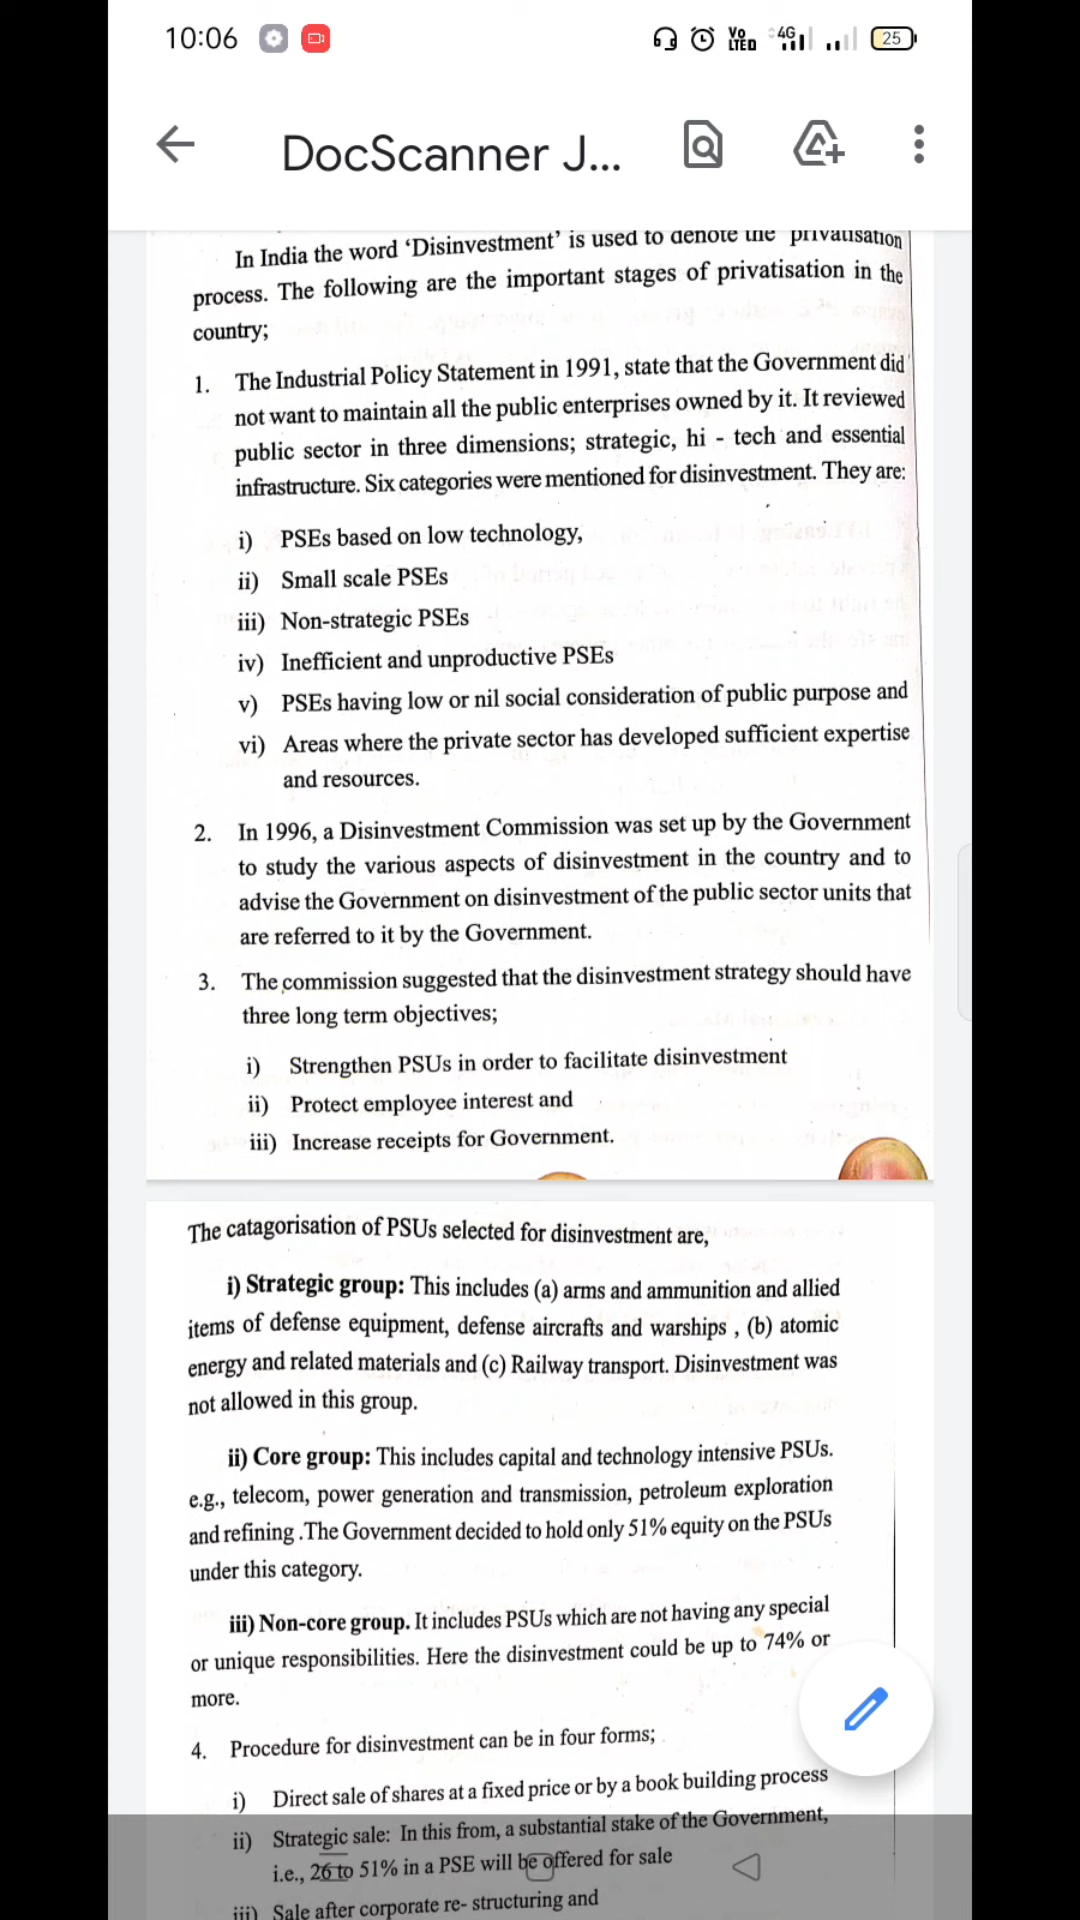 10:06
Vo LTE 4G 25
DocScanner J...
In India the word ‘Disinvestment’ is used to denote the privatisation
process. The following are the important stages of privatisation in the
country;
1. The Industrial Policy Statement in 1991, state that the Government did
not want to maintain all the public enterprises owned by it. It reviewed
public sector in three dimensions; strategic, hi - tech and essential
infrastructure. Six categories were mentioned for disinvestment. They are:
i) PSEs based on low technology,
ii) Small scale PSEs
iii) Non-strategic PSEs
iv) Inefficient and unproductive PSEs
v) PSEs having low or nil social consideration of public purpose and
vi) Areas where the private sector has developed sufficient expertise
and resources.
2. In 1996, a Disinvestment Commission was set up by the Government
to study the various aspects of disinvestment in the country and to
advise the Government on disinvestment of the public sector units that
are referred to it by the Government.
3. The commission suggested that the disinvestment strategy should have
three long term objectives;
i) Strengthen PSUs in order to facilitate disinvestment
ii) Protect employee interest and
iii) Increase receipts for Government.
The catagorisation of PSUs selected for disinvestment are,
i) Strategic group: This includes (a) arms and ammunition and allied
items of defense equipment, defense aircrafts and warships , (b) atomic
energy and related materials and (c) Railway transport. Disinvestment was
not allowed in this group.
ii) Core group: This includes capital and technology intensive PSUs.
e.g., telecom, power generation and transmission, petroleum exploration
and refining .The Government decided to hold only 51% equity on the PSUs
under this category.
iii) Non-core group. It includes PSUs which are not having any special
or unique responsibilities. Here the disinvestment could be up to 74% or
more.
4. Procedure for disinvestment can be in four forms;
i) Direct sale of shares at a fixed price or by a book building process
ii) Strategic sale: In this from, a substantial stake of the Government,
i.e., 26 to 51% in a PSE will be offered for sale
iii) Sale after corporate re- structuring and